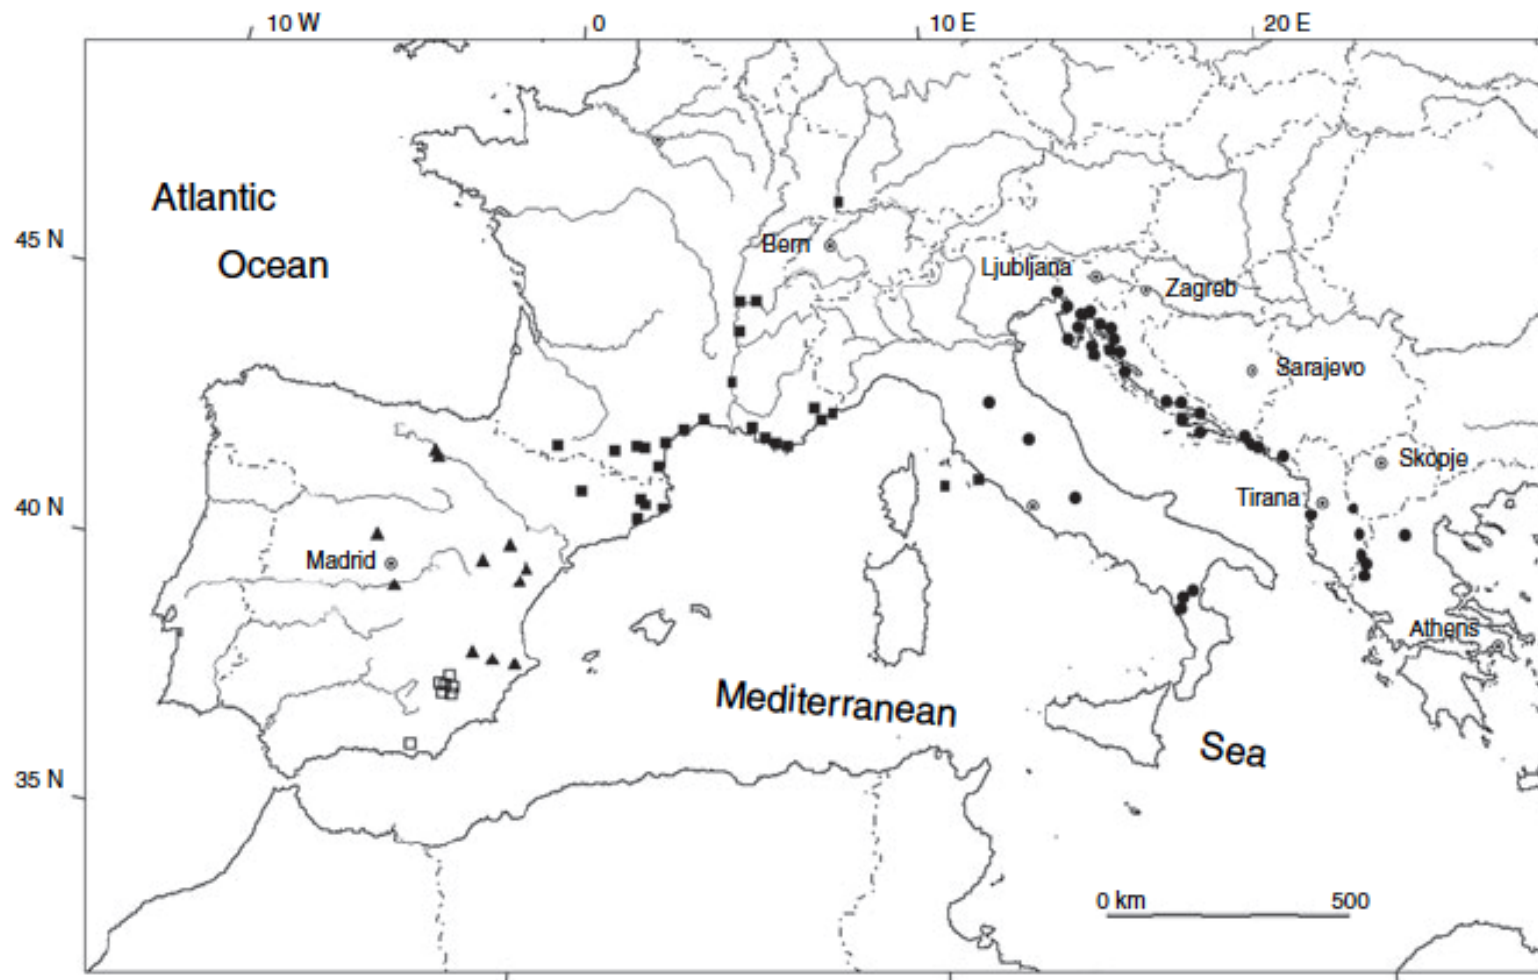 10 W
0
10 E
20 E
Atlantic
Ocean
45 N
Bern
Ljubljana
Zagreb
Sarajevo
Skopje
Tirana
40 N
Madrid
Athens
Mediterranean
Sea
35 N
0 km 500